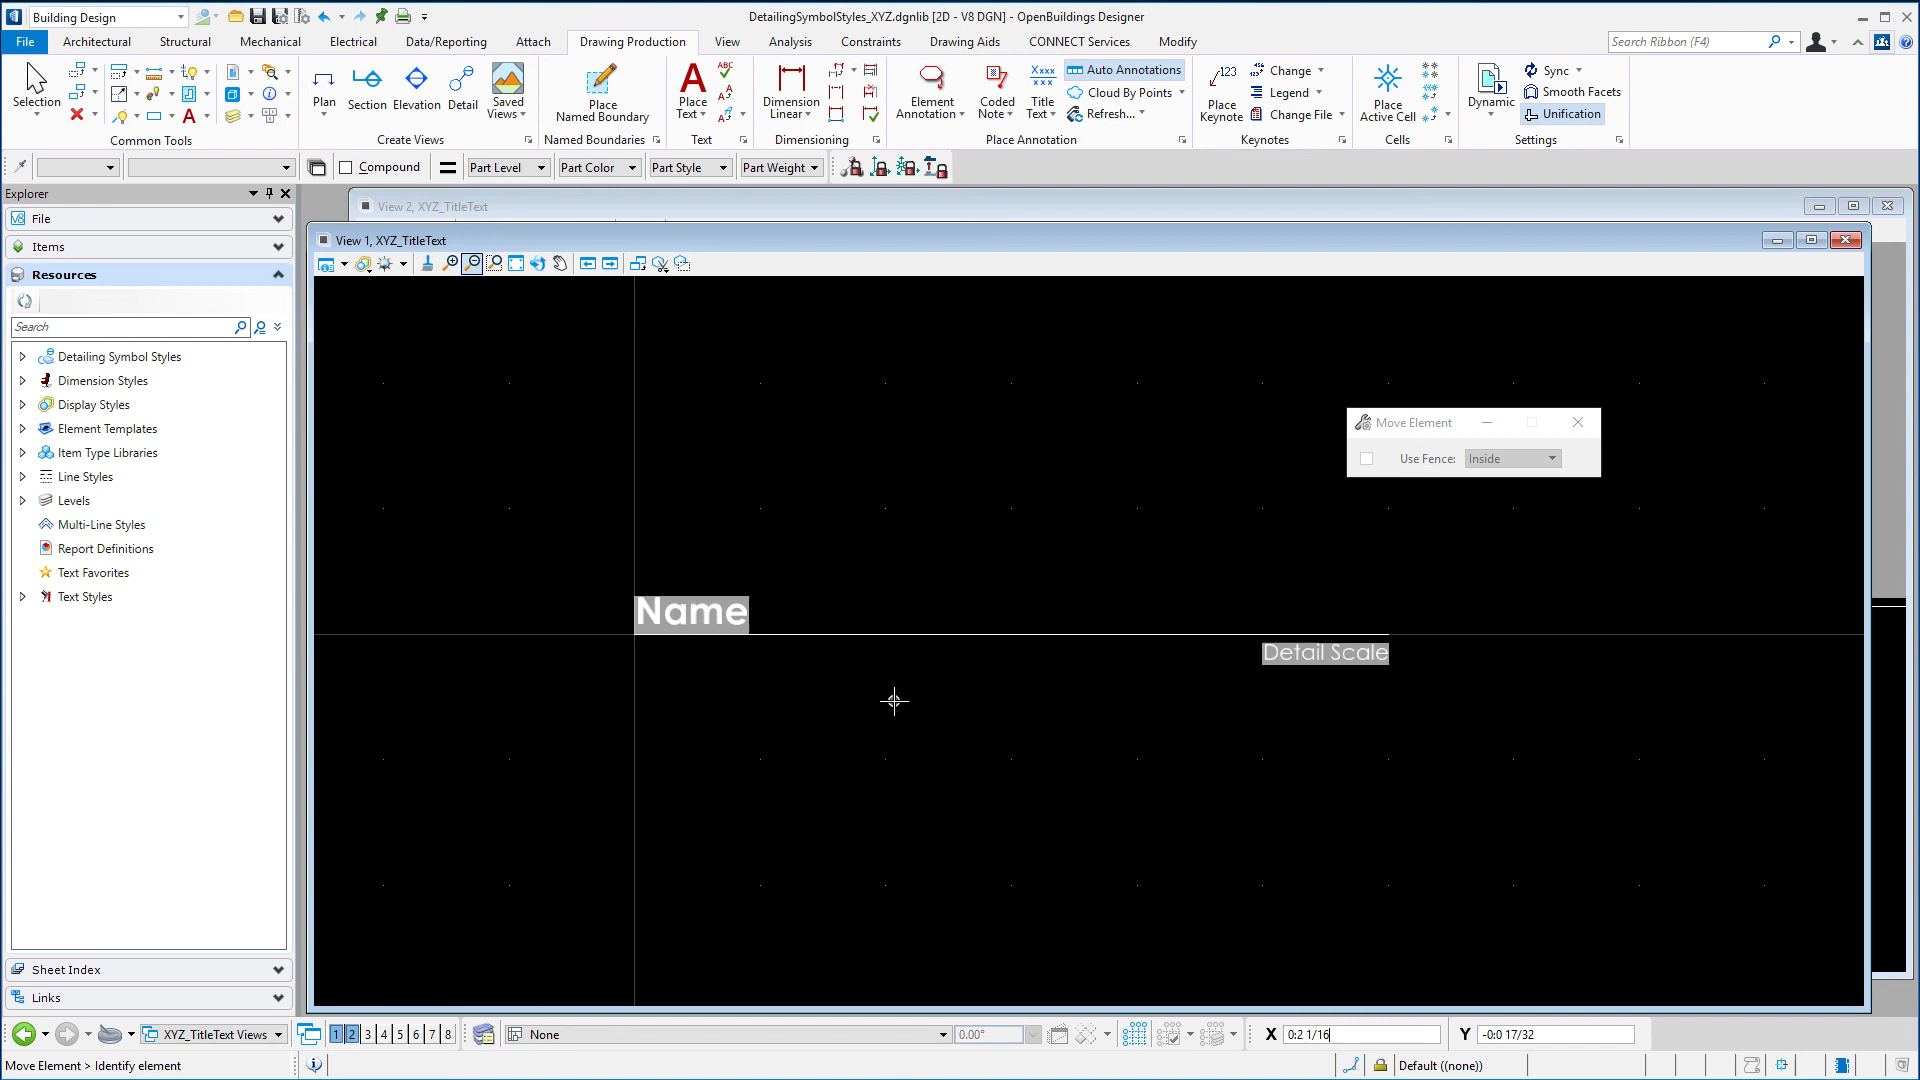 Building Design
DetailingSymbolStyles_XYZ.dgnlib [2D - V8 DGN] - OpenBuildings Designer
File
Architectural
Structural
Mechanical
Electrical
Data/Reporting
Attach
Drawing Production
View
Analysis
Constraints
Drawing Aids
CONNECT Services
Modify
Search Ribbon (F4)
Selection
Common Tools
Plan
Section
Elevation
Detail
Saved
Views
Create Views
Place
Named Boundary
Named Boundaries
Place
Text
Text
Dimension
Linear
Dimensioning
Element
Annotation
Coded
Note
Title
Text
Auto Annotations
Cloud By Points
Refresh...
Place Annotation
Place
Keynote
Change
Legend
Change File
Keynotes
Place
Active Cell
Cells
Dynamic
Sync
Smooth Facets
Unification
Settings
Compound
Part Level
Part Color
Part Style
Part Weight
Explorer
File
Items
Resources
Search
Detailing Symbol Styles
Dimension Styles
Display Styles
Element Templates
Item Type Libraries
Line Styles
Levels
Multi-Line Styles
Report Definitions
Text Favorites
Text Styles
Sheet Index
Links
View 2, XYZ_TitleText
View 1, XYZ_TitleText
Move Element
Use Fence: Inside
Name
Detail Scale
XYZ_TitleText Views
1 2 3 4 5 6 7 8
None
0.00°
X 0:2 1/16
Y -0:0 17/32
Move Element > Identify element
Default ((none))